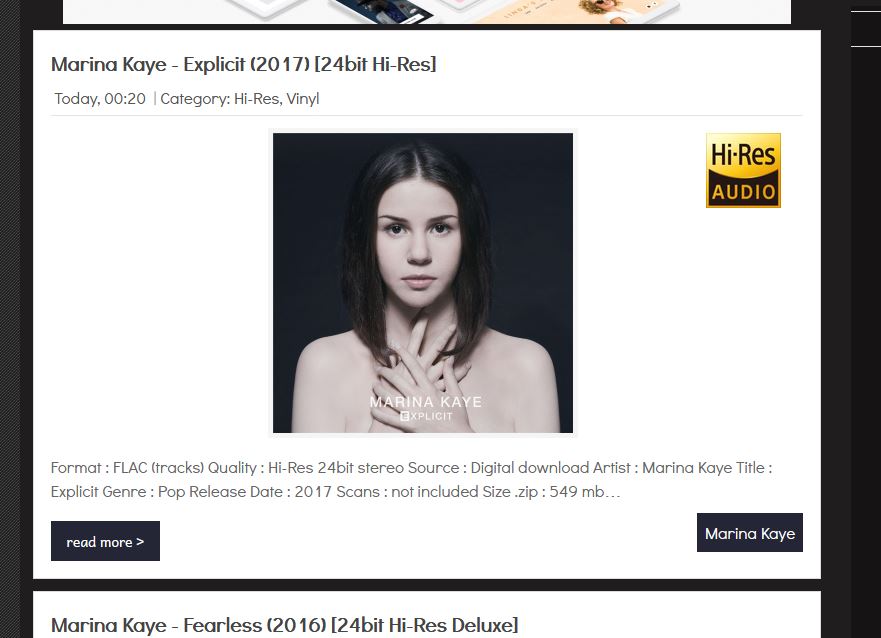 Marina Kaye - Explicit (2017) [24bit Hi-Res]
Today, 00:20 | Category: Hi-Res, Vinyl
Hi-Res
AUDIO
MARINA KAYE
EXPLICIT
Format : FLAC (tracks) Quality : Hi-Res 24bit stereo Source : Digital download Artist : Marina Kaye Title :
Explicit Genre : Pop Release Date : 2017 Scans : not included Size .zip : 549 mb...
read more >
Marina Kaye
Marina Kaye - Fearless (2016) [24bit Hi-Res Deluxe]